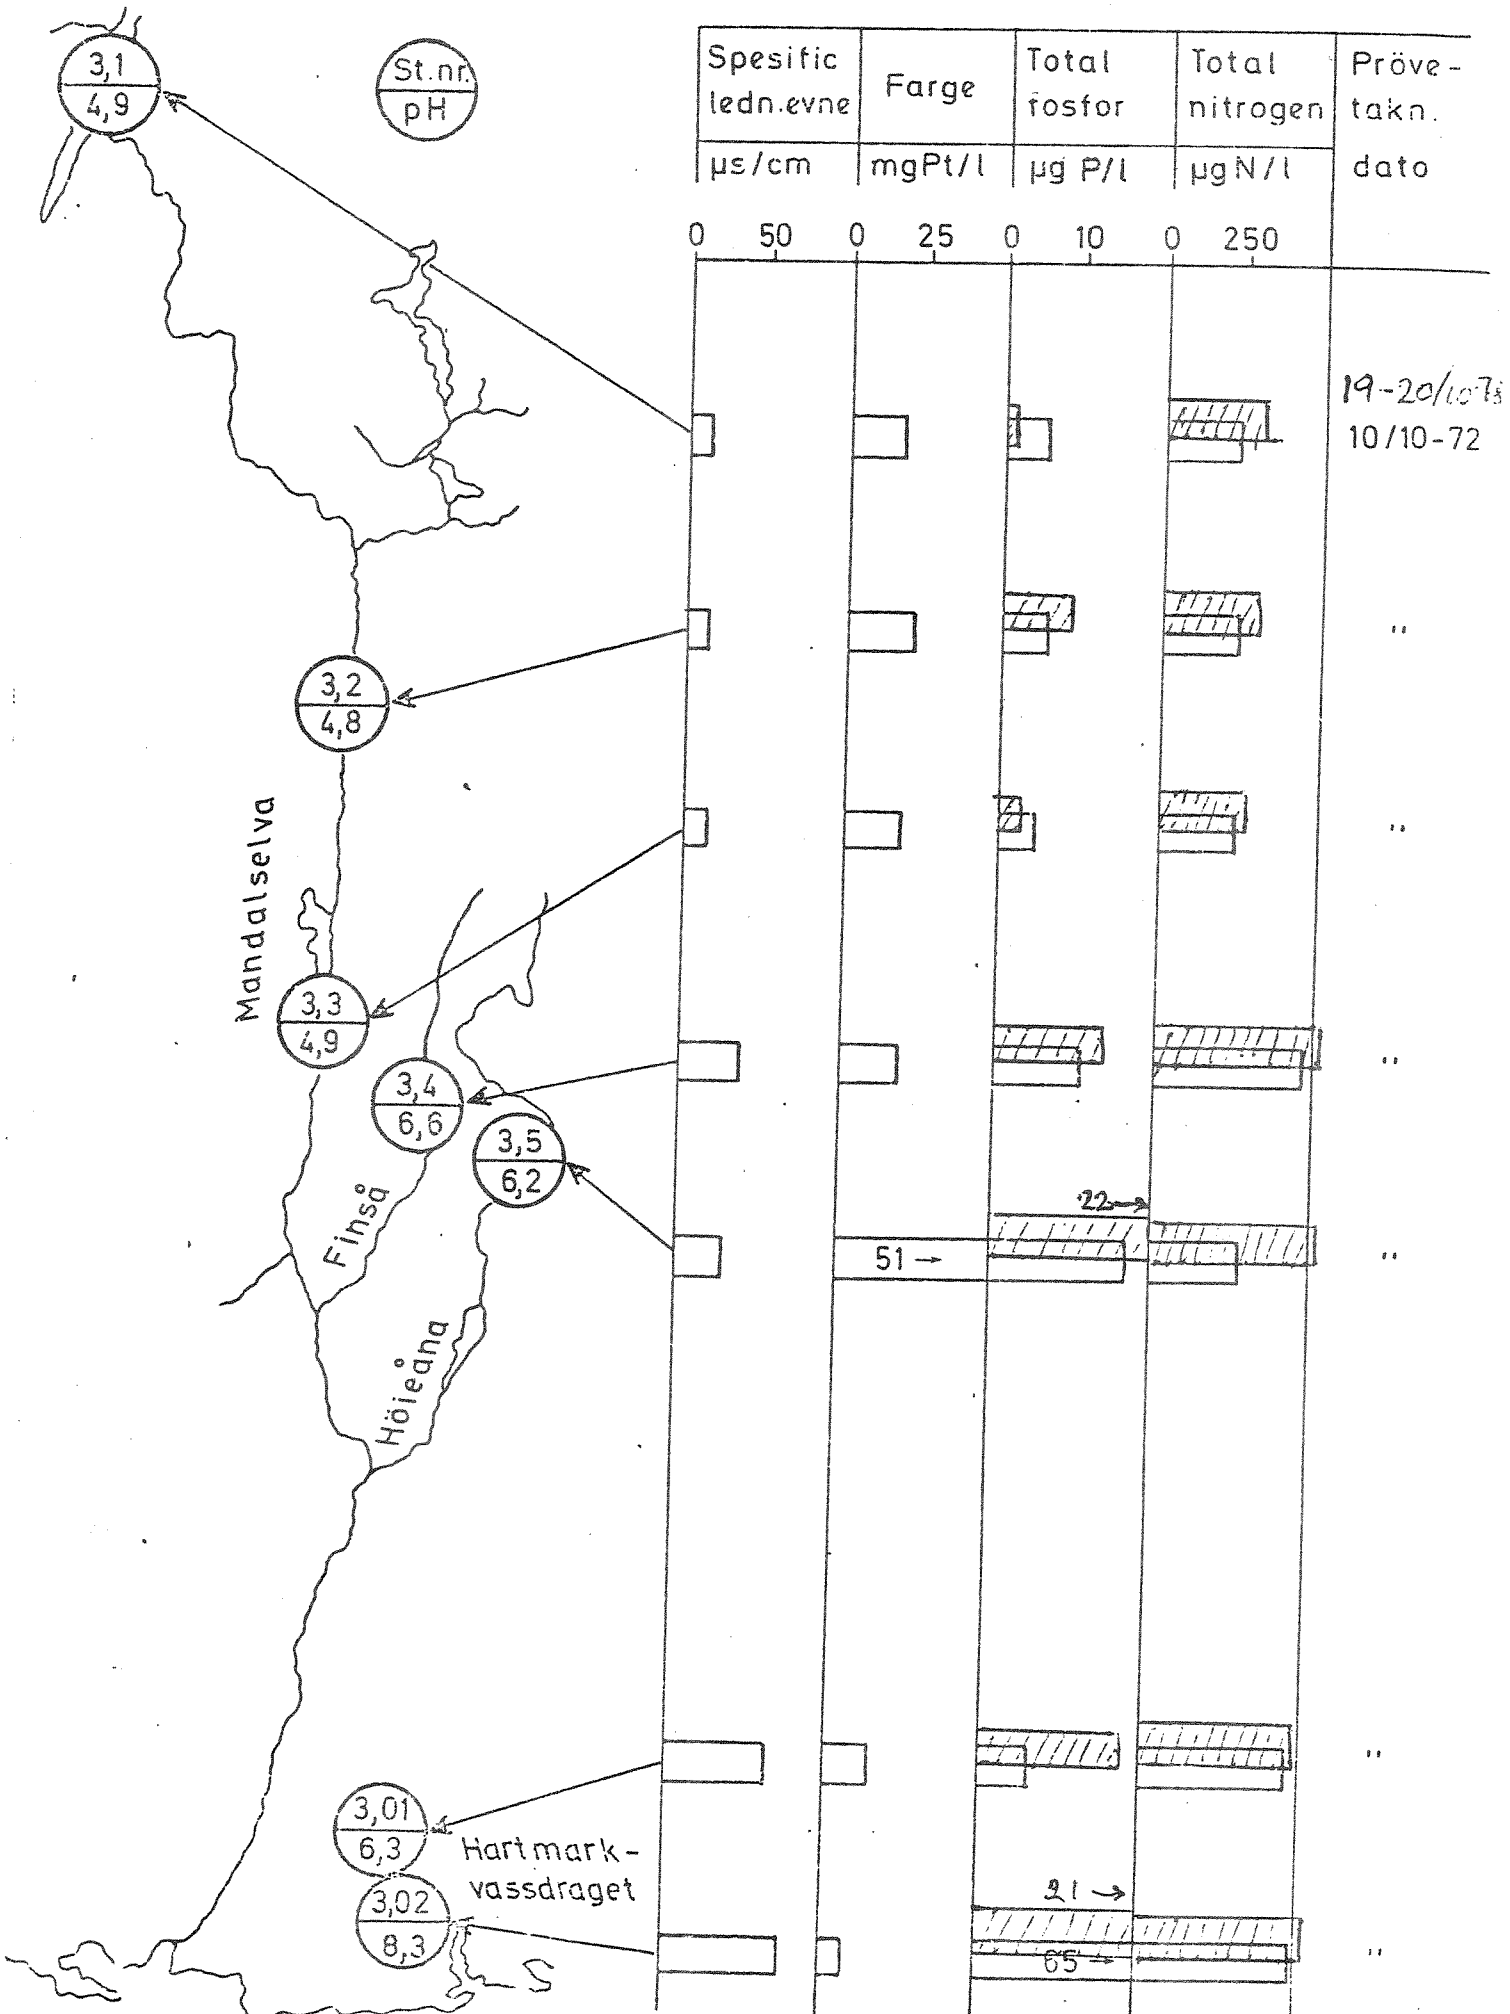 3,1
4,9
St.nr.
pH
Spesific
ledn.evne
µs/cm
Farge
mgPt/l
Total
fosfor
µg P/l
Total
nitrogen
µg N/l
Pröve-
takn.
dato
0 50 0 25 0 10 0 250
10/10-72
3,2
4,8
"
Mandalselva
"
3,3
4,9
3,4
6,6
"
3,5
6,2
Finså
22→
51→
"
Höieåna
"
3,01
6,3
Hartmark-
vassdraget
3,02
8,3
21→
65→
"